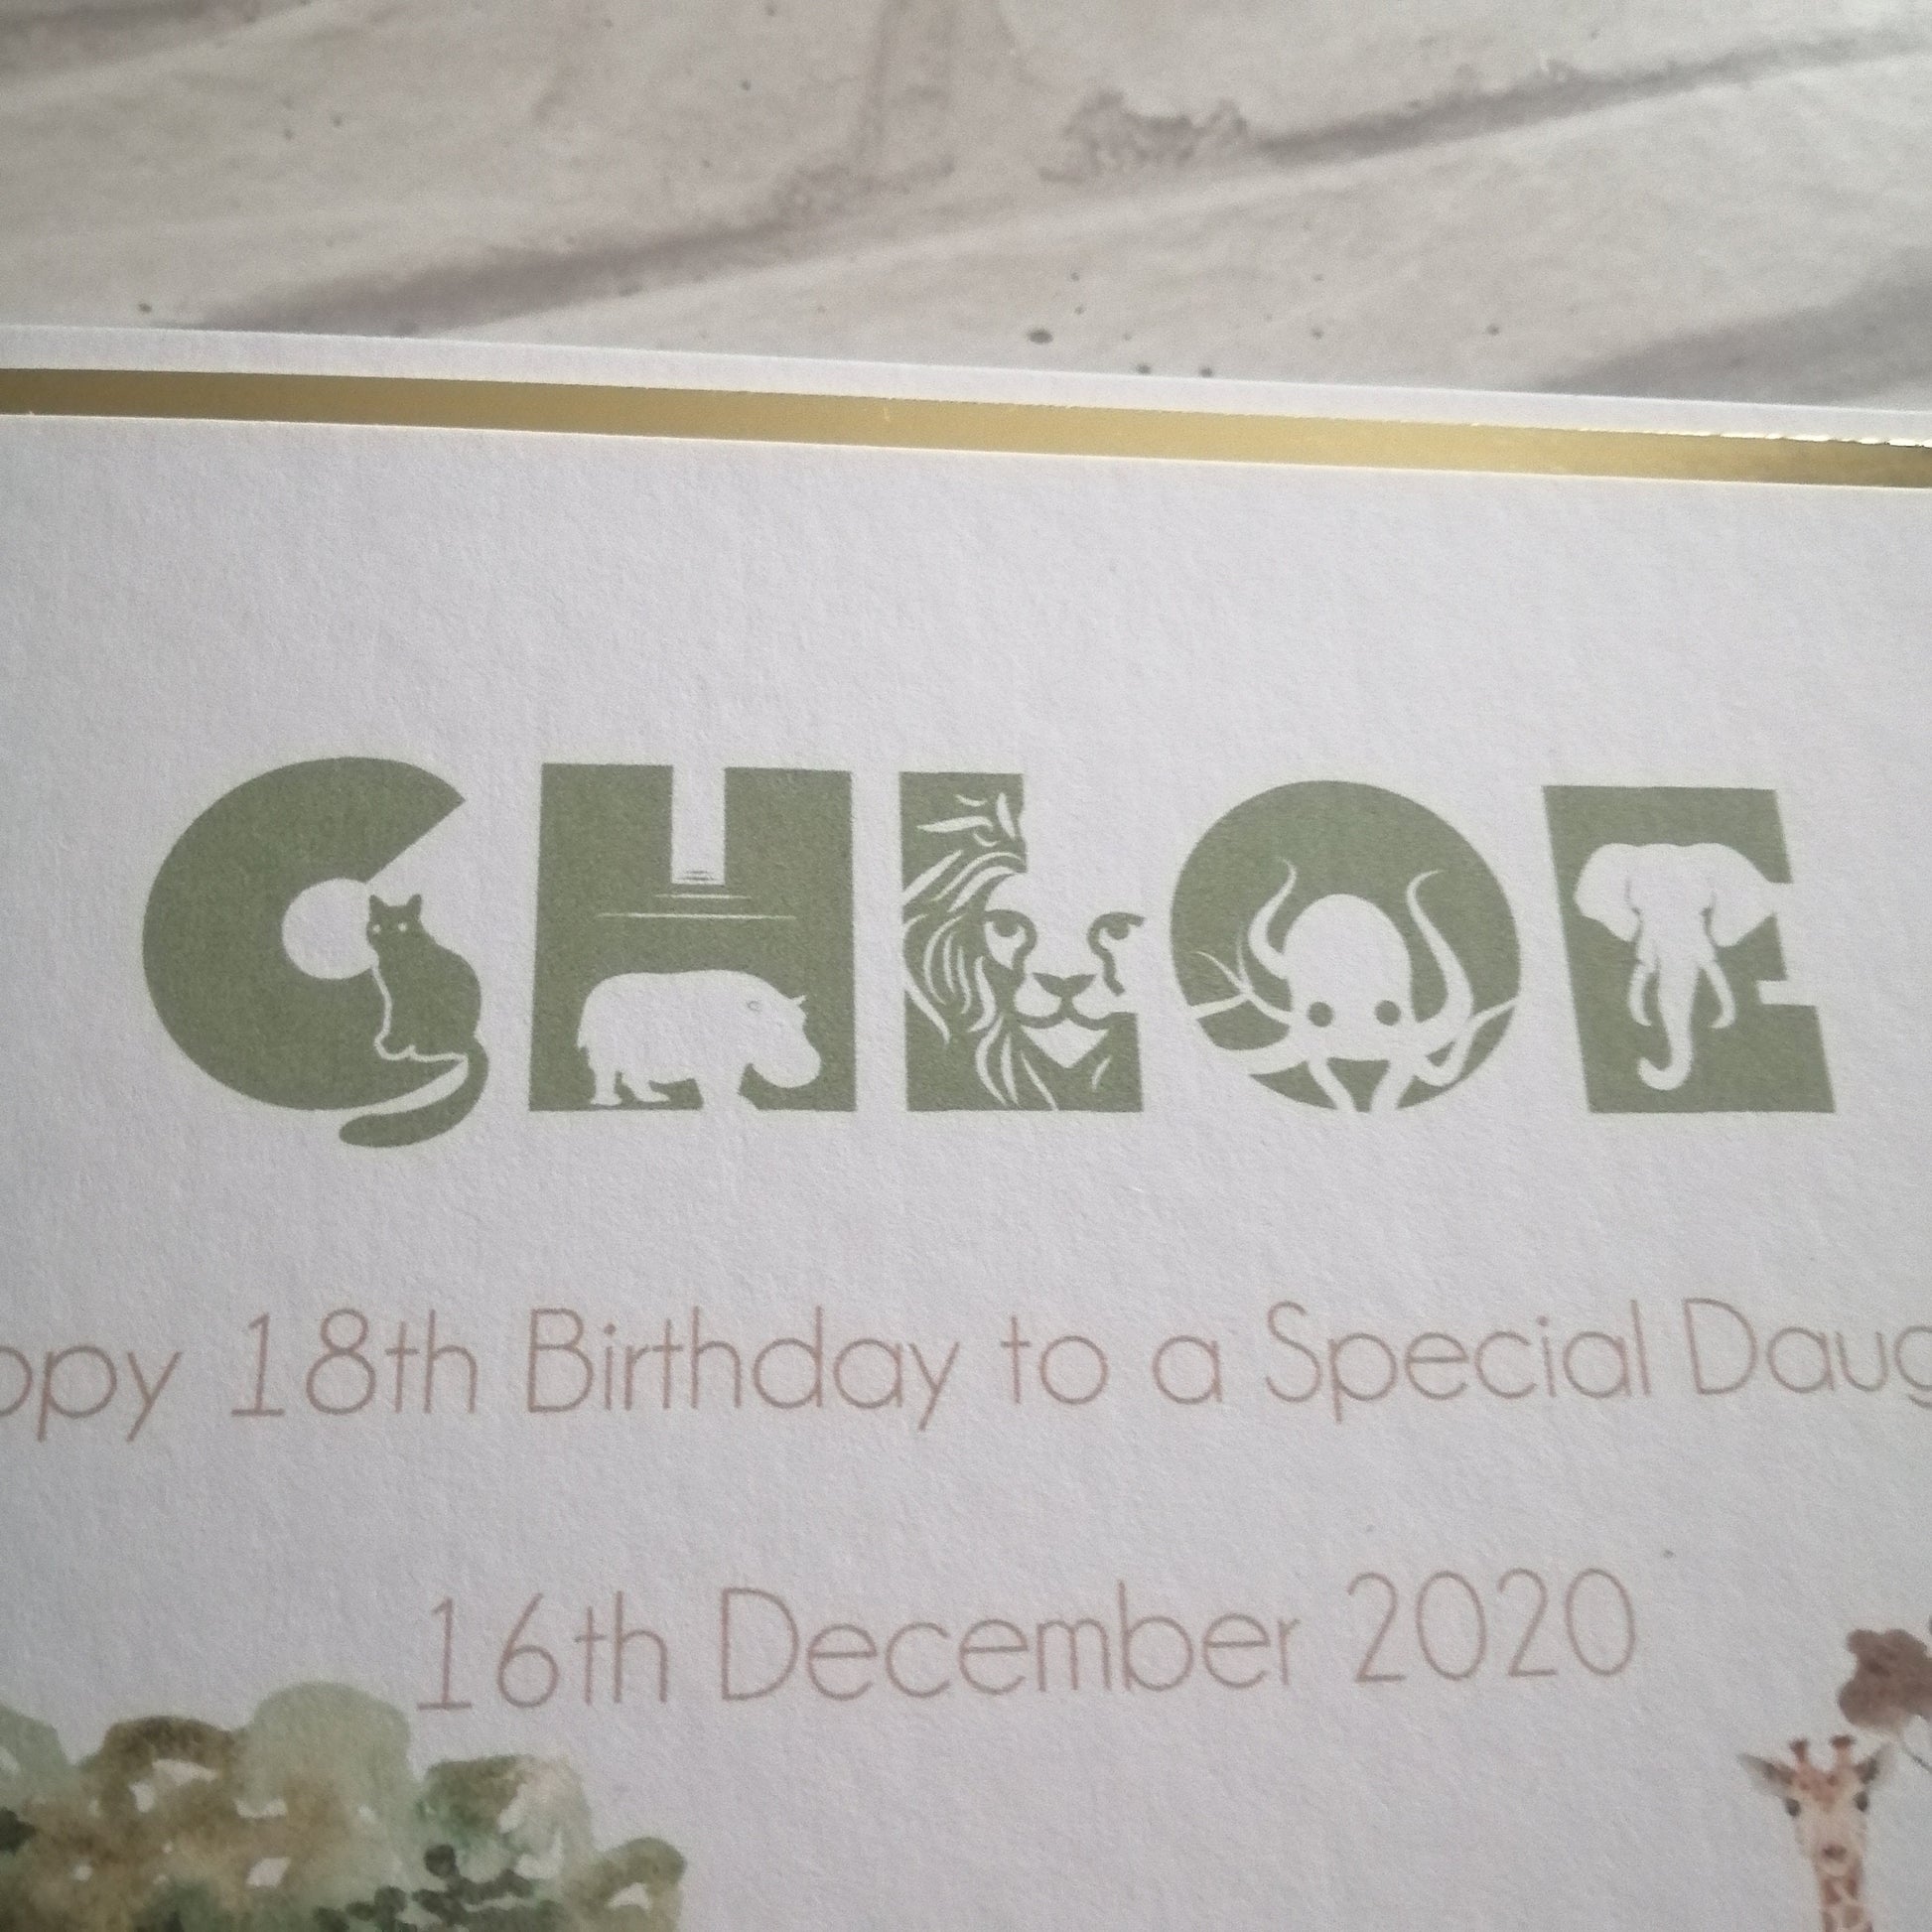 CHLOE
ppy 18th Birthday to a Special Daug
16th December 2020